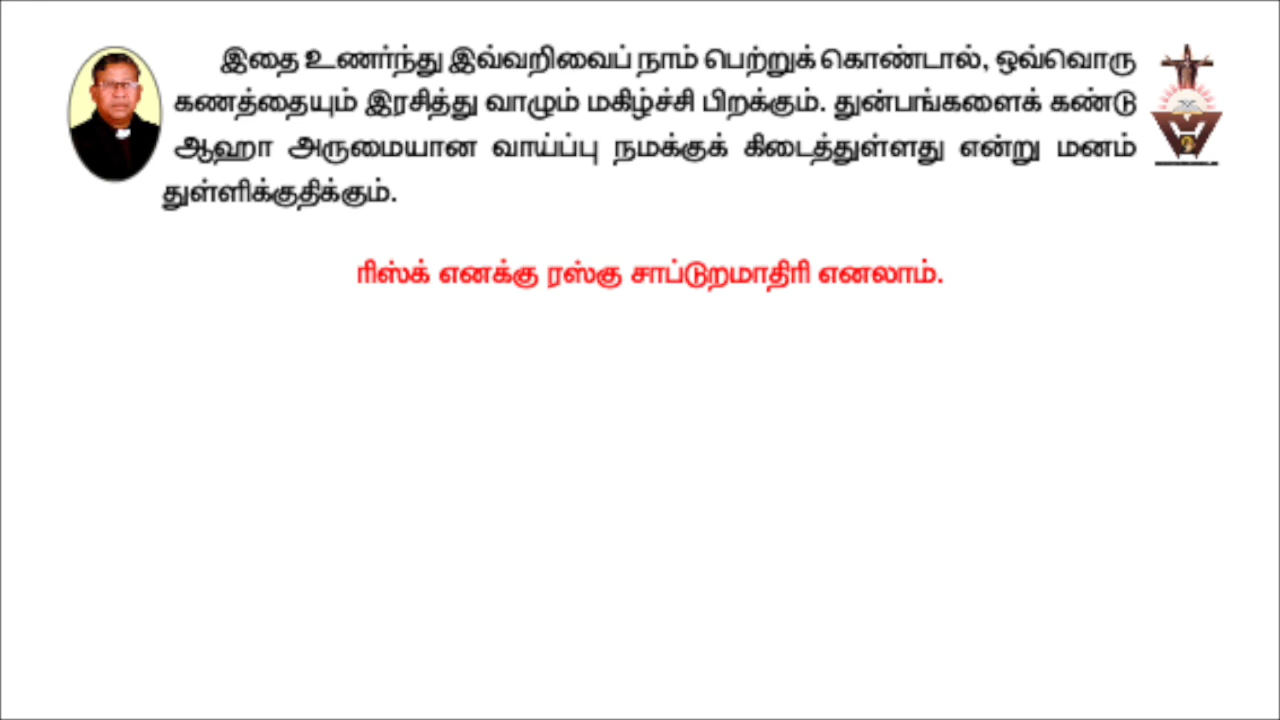 இதை உணர்ந்து இவ்வறிவைப் நாம் பெற்றுக் கொண்டால், ஒவ்வொரு
கணத்தையும் இரசித்து வாழும் மகிழ்ச்சி பிறக்கும். துன்பங்களைக் கண்டு
ஆஹா அருமையான வாய்ப்பு நமக்குக் கிடைத்துள்ளது என்று மனம்
துள்ளிக்குதிக்கும்.
ரிஸ்க் எனக்கு ரஸ்கு சாப்டுறமாதிரி எனலாம்.